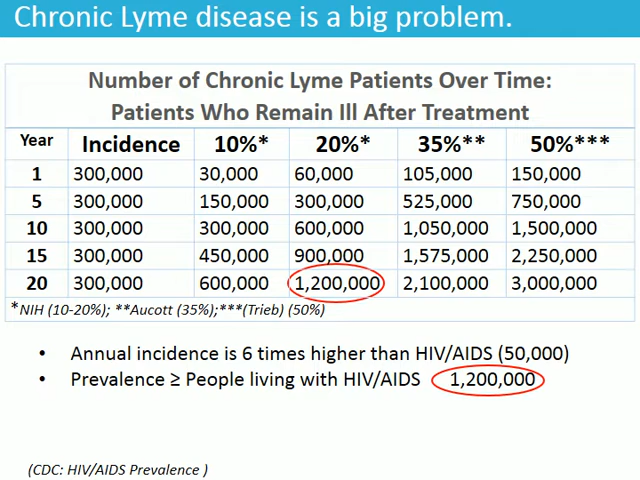 Chronic Lyme disease is a big problem.
Number of Chronic Lyme Patients Over Time:
Patients Who Remain Ill After Treatment
Year Incidence 10%* 20%* 35%** 50%***
1 300,000 30,000 60,000 105,000 150,000
5 300,000 150,000 300,000 525,000 750,000
10 300,000 300,000 600,000 1,050,000 1,500,000
15 300,000 450,000 900,000 1,575,000 2,250,000
20 300,000 600,000 1,200,000 2,100,000 3,000,000
*NIH (10-20%); **Aucott (35%);***(Trieb) (50%)
• Annual incidence is 6 times higher than HIV/AIDS (50,000)
• Prevalence ≥ People living with HIV/AIDS 1,200,000
(CDC: HIV/AIDS Prevalence )